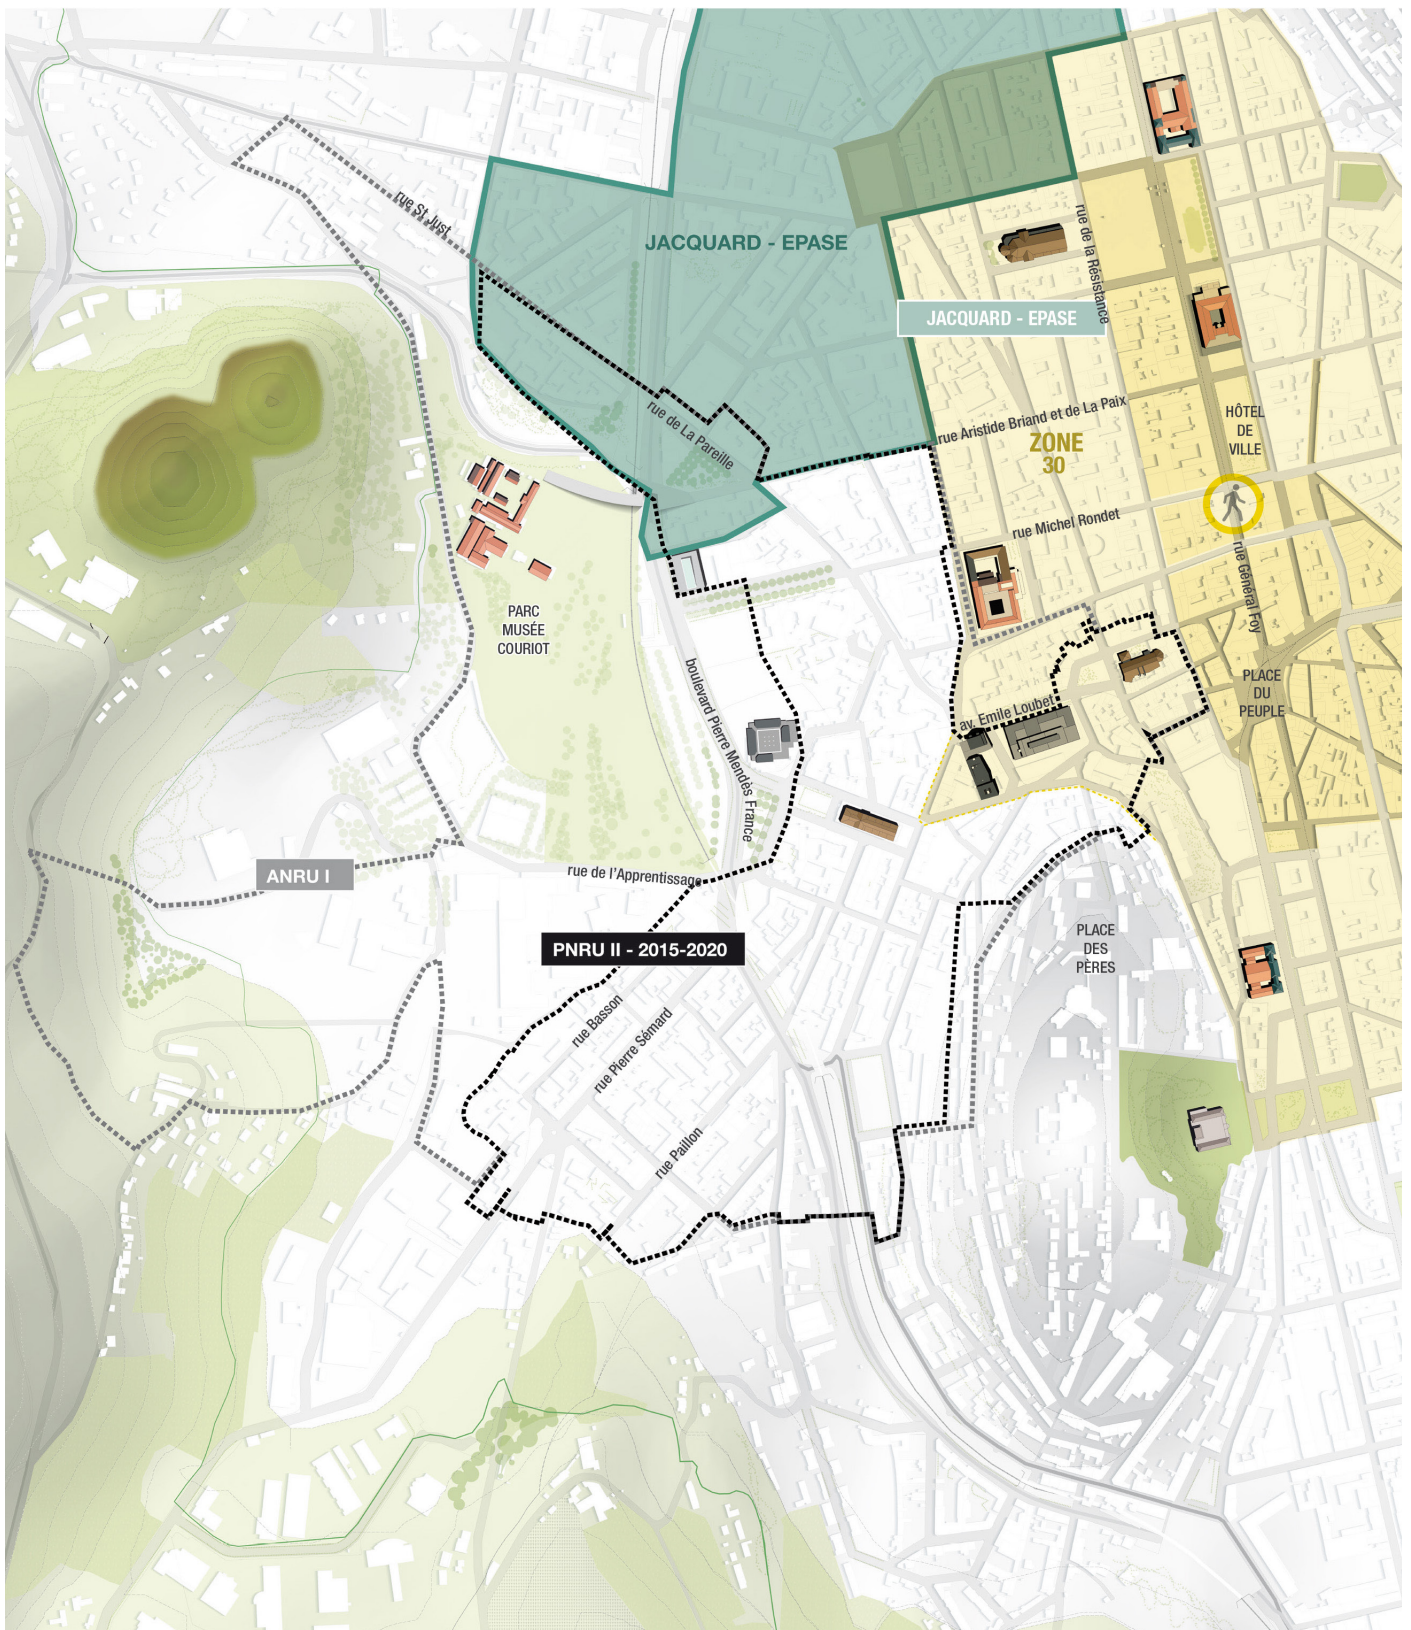 rue St Just
JACQUARD - EPASE
rue de la Résistance
JACQUARD - EPASE
rue de La Pareille
rue Aristide Briand et de La Paix
ZONE
30
HÔTEL
DE
VILLE
rue Michel Rondet
rue Général Foy
PARC
MUSÉE
COURIOT
boulevard Pierre Mendès France
av. Emile Loubet
PLACE
DU
PEUPLE
ANRU I
rue de l'Apprentissage
PNRU II - 2015-2020
PLACE
DES
PÈRES
rue Basson
rue Pierre Sémard
rue Paillon